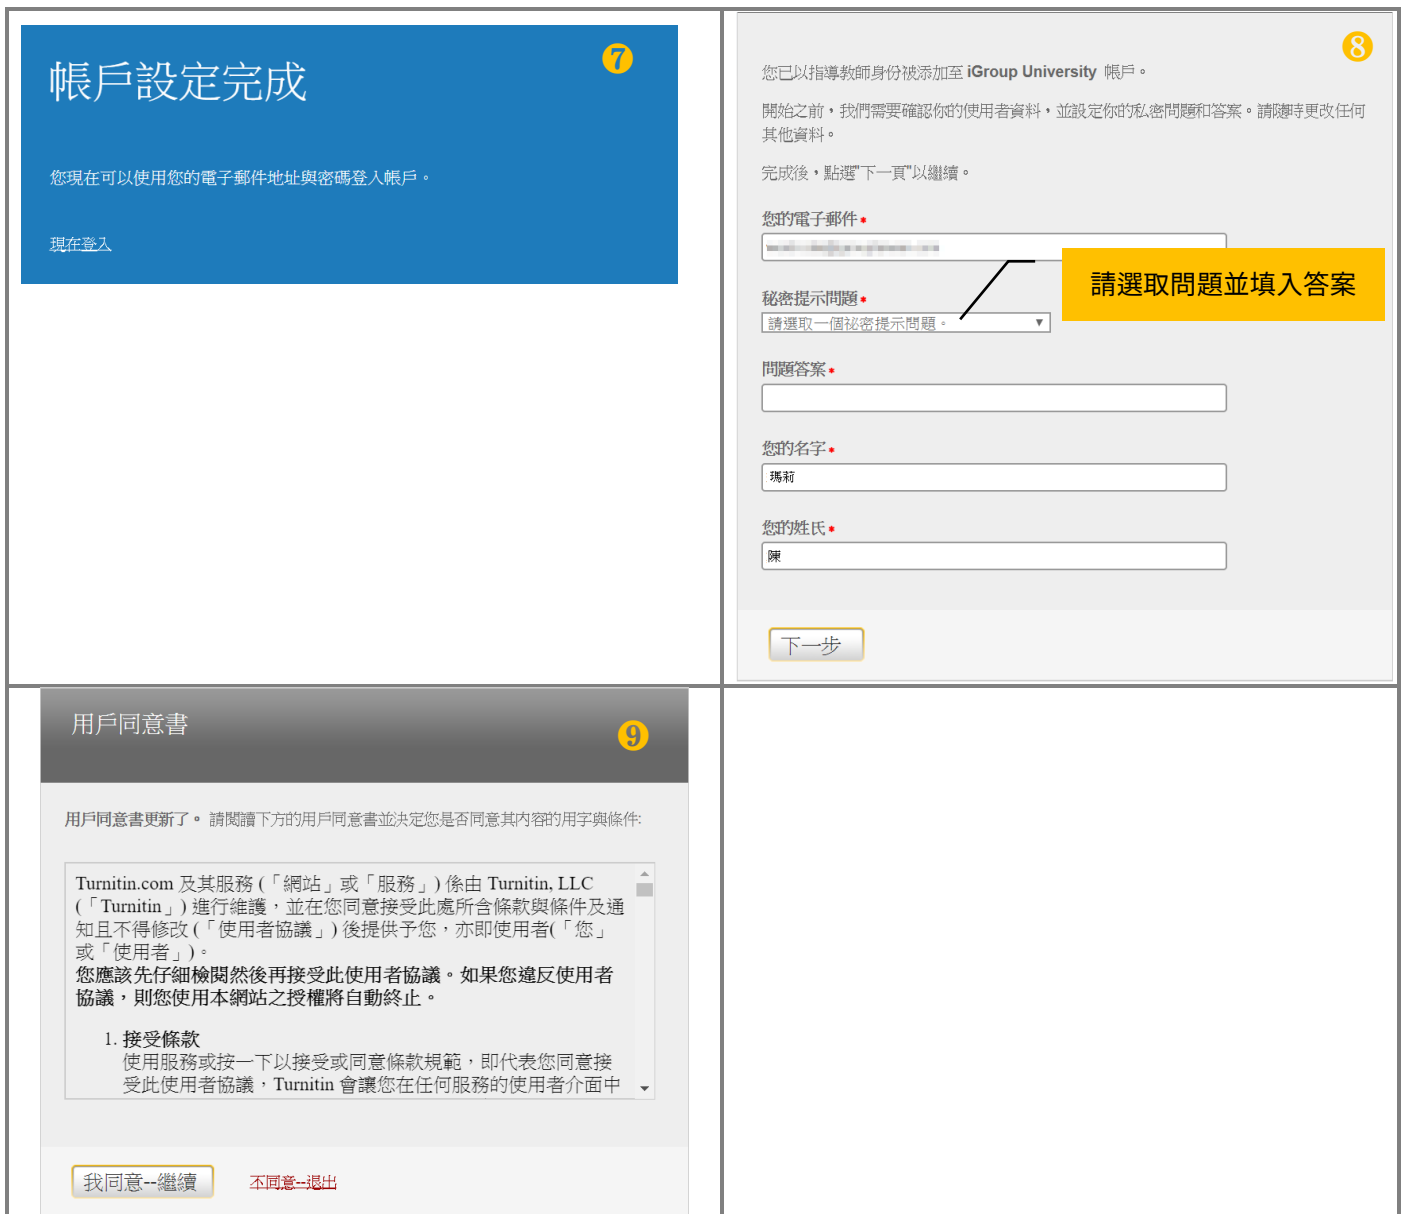 帳戶設定完成
❼
您現在可以使用您的電子郵件地址與密碼登入帳戶。
現在登入
❽
您已以指導教師身份被添加至 iGroup University 帳戶。
開始之前，我們需要確認你的使用者資料，並設定你的私密問題和答案。請隨時更改任何
其他資料。
完成後，點選"下一頁"以繼續。
您的電子郵件*
請選取問題並填入答案
秘密提示問題*
請選取一個祕密提示問題。
問題答案*
您的名字*
瑪莉
您的姓氏*
陳
下一步
用戶同意書
❾
用戶同意書更新了。 請閱讀下方的用戶同意書並決定您是否同意其內容的用字與條件:
Turnitin.com 及其服務 (「網站」或「服務」) 係由 Turnitin, LLC
(「Turnitin」) 進行維護，並在您同意接受此處所含條款與條件及通
知且不得修改 (「使用者協議」) 後提供予您，亦即使用者(「您」
或「使用者」)。
您應該先仔細檢閱然後再接受此使用者協議。如果您違反使用者
協議，則您使用本網站之授權將自動終止。
1. 接受條款
使用服務或按一下以接受或同意條款規範，即代表您同意接
受此使用者協議，Turnitin 會讓您在任何服務的使用者介面中
我同意--繼續
不同意--退出